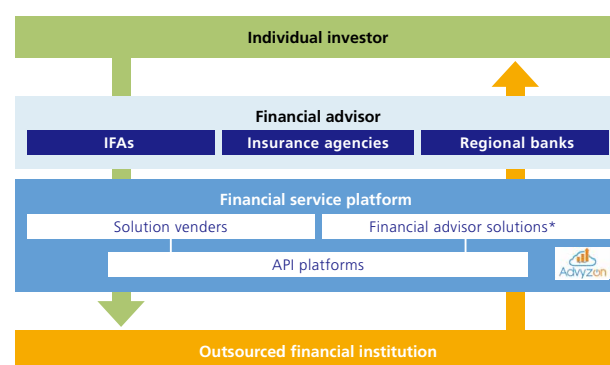 Individual investor
Financial advisor
IFAs
Insurance agencies
Regional banks
Financial service platform
Solution venders
Financial advisor solutions*
API platforms
Advyzon
Outsourced financial institution